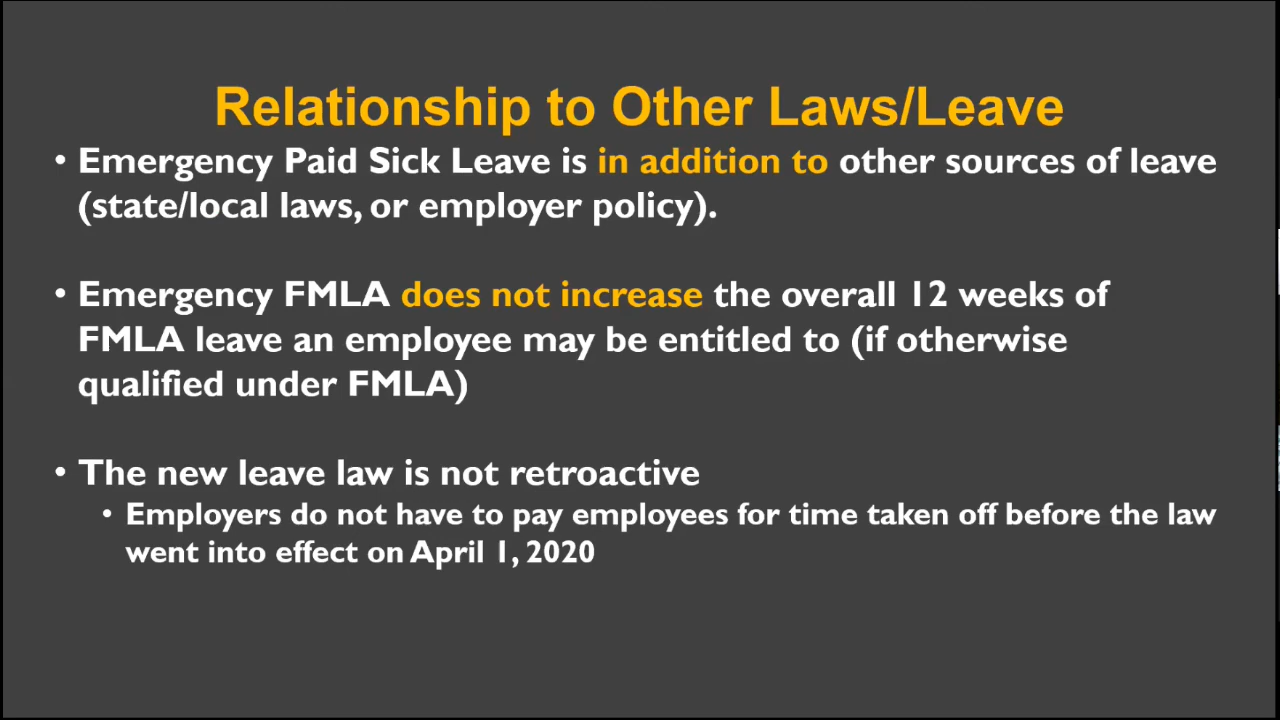 Relationship to Other Laws/Leave
• Emergency Paid Sick Leave is in addition to other sources of leave
(state/local laws, or employer policy).
• Emergency FMLA does not increase the overall 12 weeks of
FMLA leave an employee may be entitled to (if otherwise
qualified under FMLA)
• The new leave law is not retroactive
• Employers do not have to pay employees for time taken off before the law
went into effect on April 1, 2020